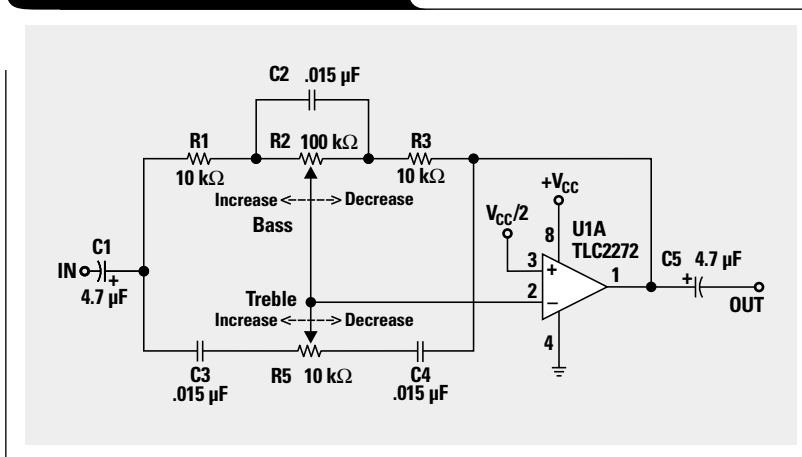 C2 .015 µF
R1
10 kΩ
R2 100 kΩ
R3
10 kΩ
Increase Decrease
Bass
+VCC
VCC/2
8
U1A
TLC2272
3
+
2
–
1
4
C5 4.7 µF
+
OUT
C1
IN
+
4.7 µF
Treble
Increase Decrease
C3
.015 µF
R5 10 kΩ
C4
.015 µF